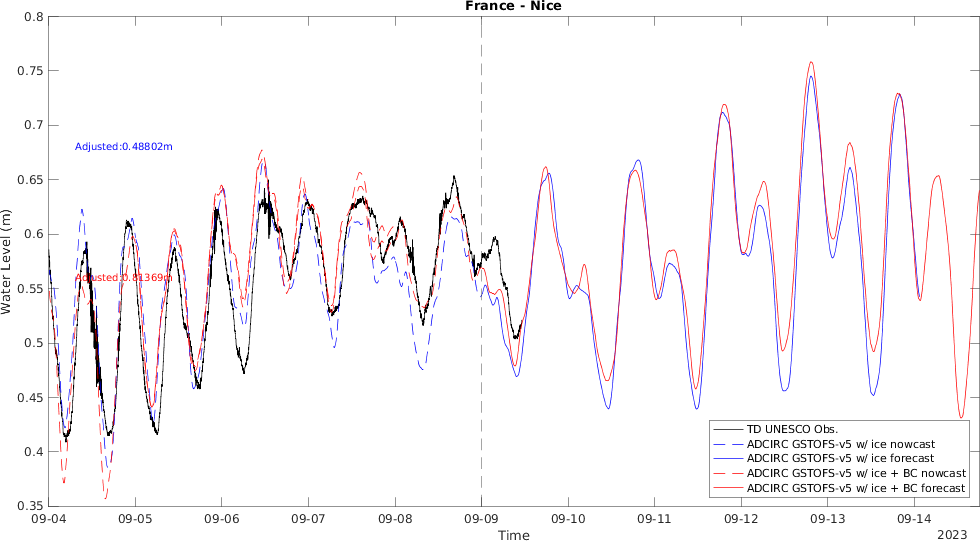 France - Nice
0.8
0.75
0.7
0.65
0.6
0.55
0.5
0.45
0.4
0.35
Water Level (m)
Adjusted:0.48802m
Adjusted:0.81369m
TD UNESCO Obs.
ADCIRC GSTOFS-v5 w/ ice nowcast
ADCIRC GSTOFS-v5 w/ ice forecast
ADCIRC GSTOFS-v5 w/ ice + BC nowcast
ADCIRC GSTOFS-v5 w/ ice + BC forecast
09-04 09-05 09-06 09-07 09-08 09-09 09-10 09-11 09-12 09-13 09-14
Time
2023